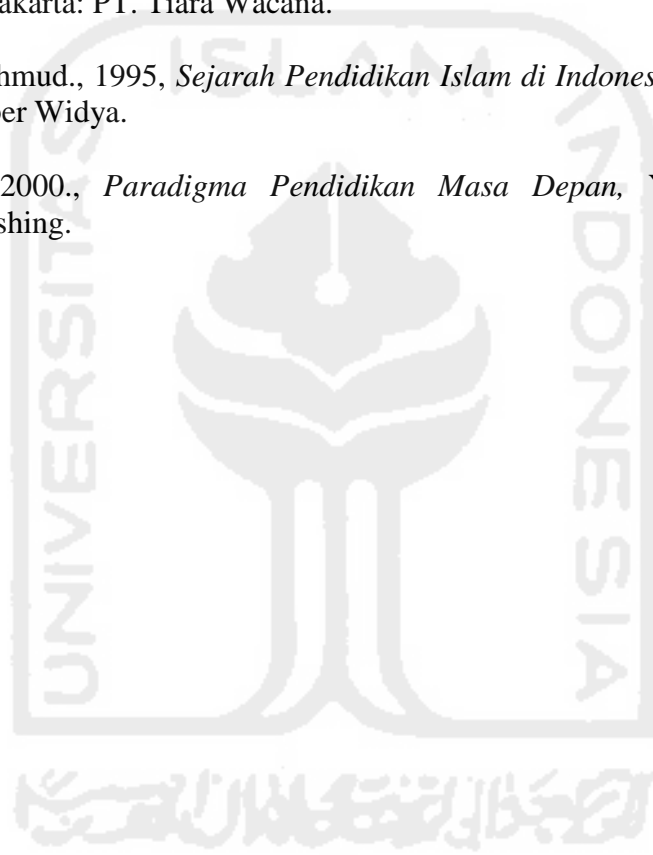 akarta: PT. Tiara Wacana.
hmud., 1995, Sejarah Pendidikan Islam di Indones
er Widya.
2000., Paradigma Pendidikan Masa Depan,
shing.
ISLAM
UNIVERSITAS
INDONESIA